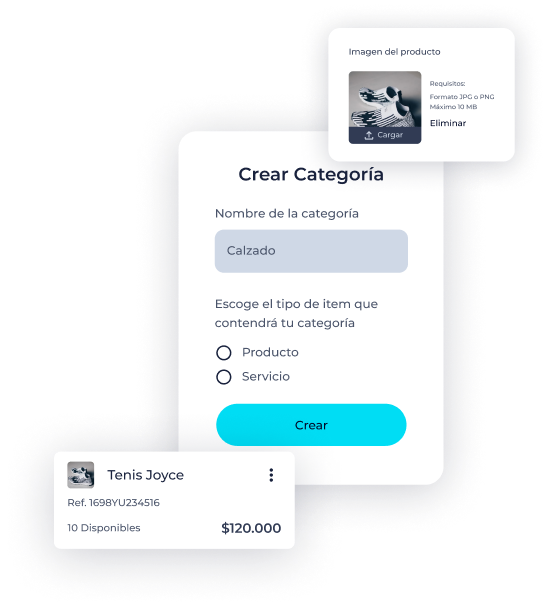 Imagen del producto
Requisitos:
Formato JPG o PNG
Máximo 10 MB
Eliminar
Cargar
Crear Categoría
Nombre de la categoría
Calzado
Escoge el tipo de item que
contendrá tu categoría
Producto
Servicio
Crear
Tenis Joyce
Ref. 1698YU234516
10 Disponibles
$120.000